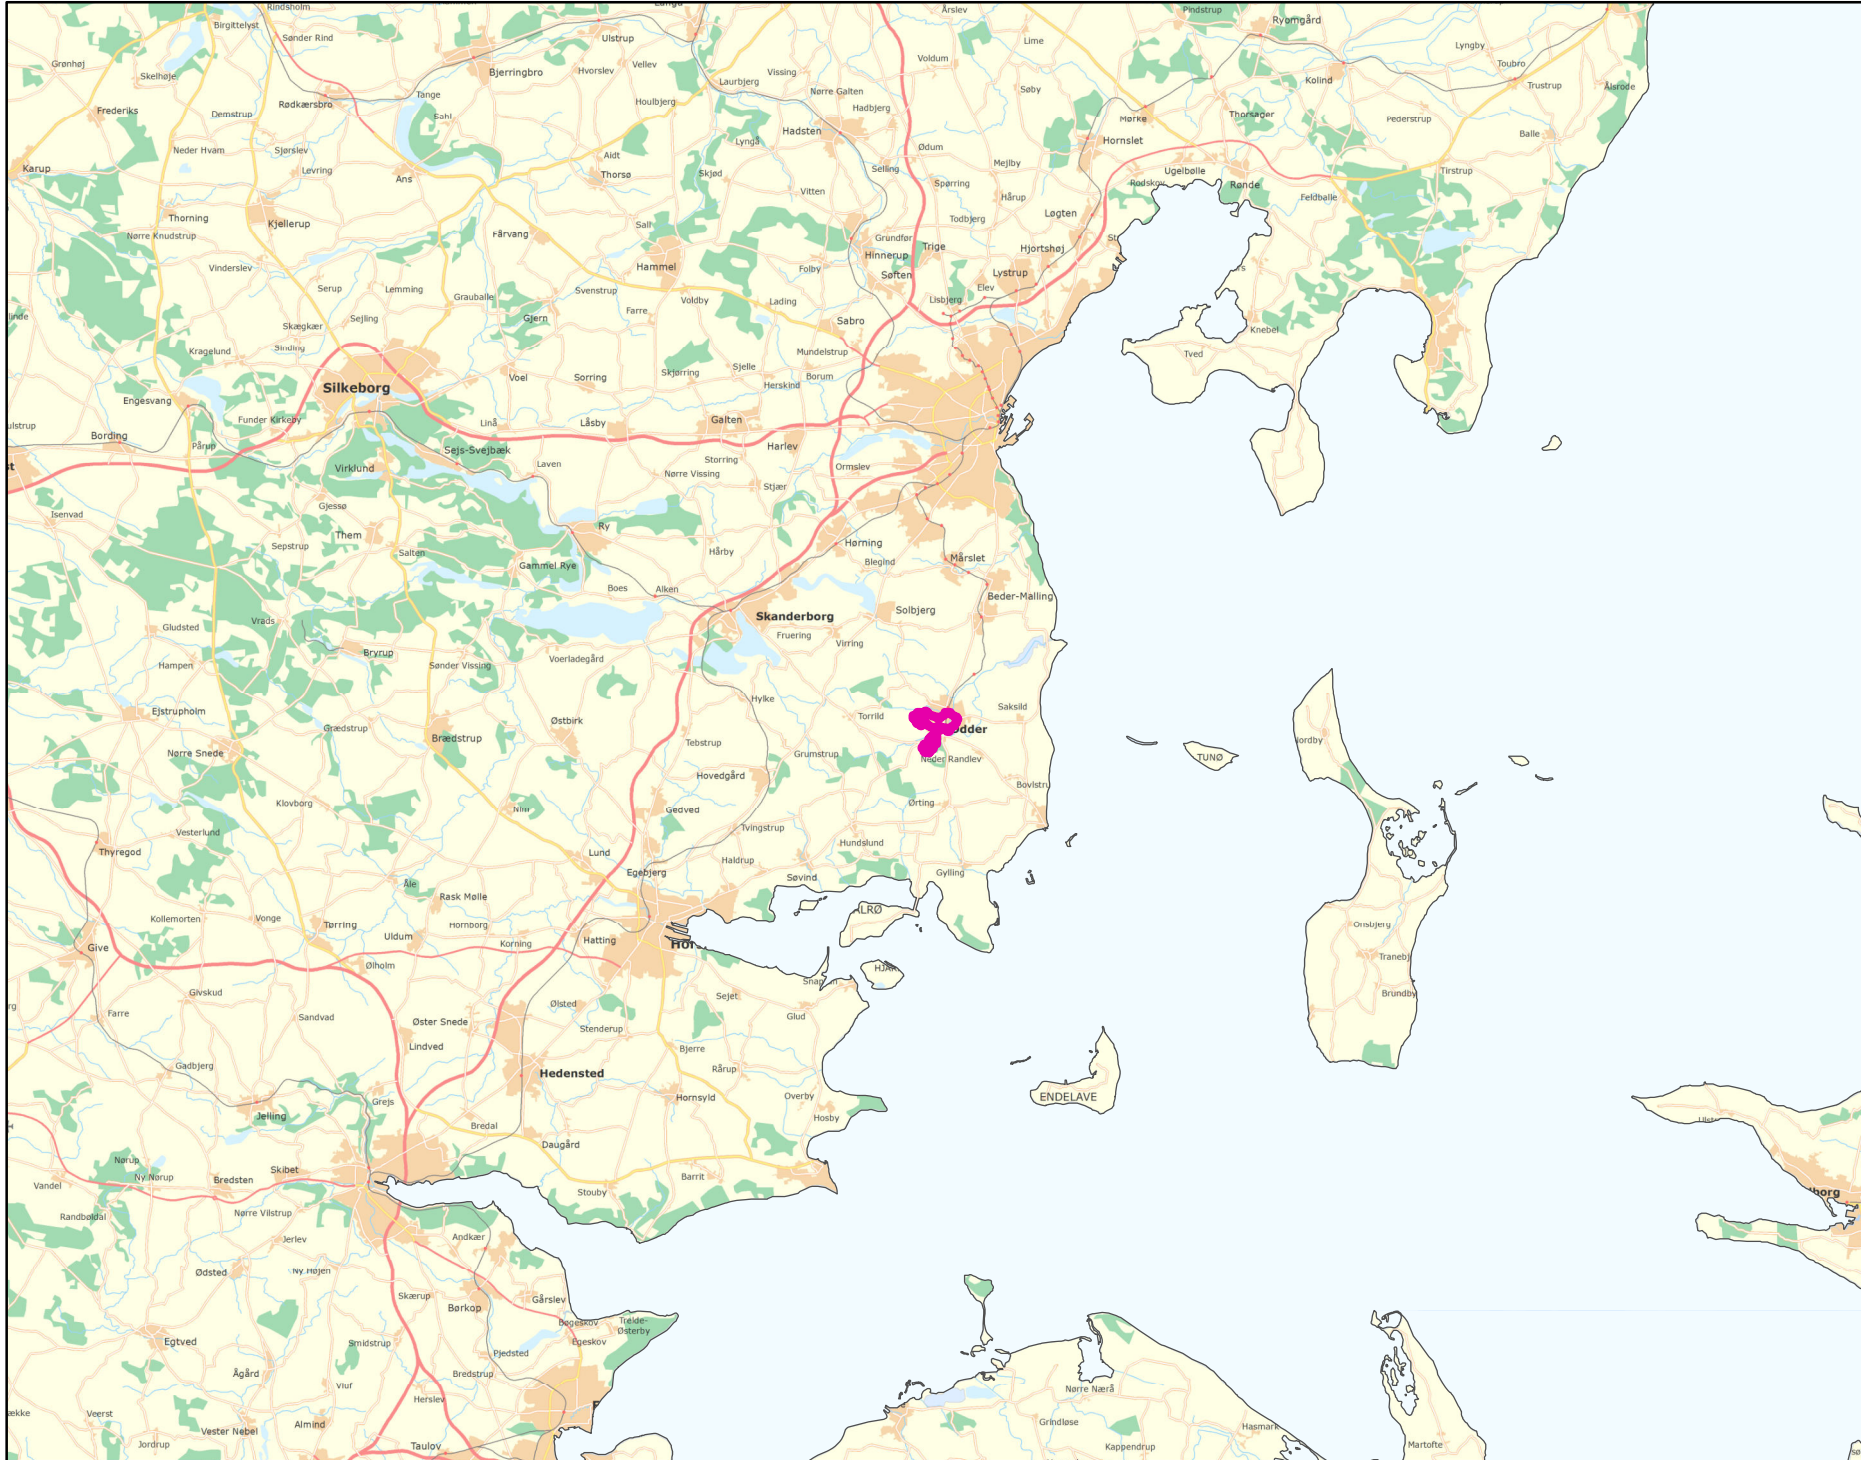 Rindsholm
Birgittelyst
Sønder Rind
Ulstrup
Årslev
Pindstrup
Ryomgård
Lyngby
Grønhøj
Skelhøje
Bjerringbro
Hvorslev
Vellev
Laurbjerg
Vissing
Voldum
Lime
Toubro
Frederiks
Demstrup
Rødkærsbro
Tange
Houlbjerg
Nørre Galten
Hadbjerg
Søby
Kolind
Trustrup
Ålsrode
Neder Hvam
Sjørslev
Lyngå
Hadsten
Mørke
Thorsager
Pederstrup
Balle
Karup
Levring
Ans
Aidt
Thorsø
Skjød
Selling
Ødum
Mejlby
Hornslet
Ugelbølle
Tirstrup
Thorning
Kjellerup
Vitten
Spørring
Hårup
Rodskov
Rønde
Feldballe
Nørre Knudstrup
Fårvang
Sall
Todbjerg
Løgten
Vinderslev
Hammel
Grundfør
Hinnerup
Trige
Hjortshøj
Serup
Lemming
Grauballe
Svenstrup
Voldby
Folby
Søften
Lystrup
Elev
Lisbjerg
Skægkær
Sejling
Gjern
Farre
Lading
Sabro
Knebel
Kragelund
Sinding
Mundelstrup
Tved
Silkeborg
Voel
Sorring
Skjørring
Sjelle
Herskind
Borum
Engesvang
Funder Kirkeby
Linå
Låsby
Galten
Bording
Pårup
Sejs-Svejbæk
Harlev
Virklund
Laven
Storring
Nørre Vissing
Ormslev
Stjær
Isenvad
Gjessø
Them
Ry
Sepstrup
Salten
Hårby
Hørning
Blegind
Mårslet
Gammel Rye
Boes
Alken
Beder-Malling
Gludsted
Vrads
Skanderborg
Solbjerg
Fruering
Virring
Hampen
Bryrup
Sønder Vissing
Voerladegård
Hylke
Torrild
Saksild
Ejstrupholm
Grædstrup
Østbirk
Nørre Snede
Brædstrup
Tebstrup
Grumstrup
Neder Randlev
TUNØ
Hovedgård
Klovborg
Gedved
Ørting
Vesterlund
Tvingstrup
Hundslund
Thyregod
Lund
Haldrup
Søvind
Gylling
Åle
Egebjerg
Rask Mølle
Kollemorten
Vonge
Tørring
Uldum
Hornborg
Korning
Hatting
Onsbjerg
Give
Ølholm
Givskud
Sejet
Brundby
Farre
Sandvad
Øster Snede
Ølsted
Stenderup
Glud
Lindved
Bjerre
Gadbjerg
Hedensted
Rårup
Grejs
Hornsyld
Overby
Hosby
ENDELAVE
Jelling
Bredal
Daugård
Nørup
Ny Nørup
Skibet
Bredsten
Vandel
Stouby
Barrit
Randbøldal
Nørre Vilstrup
Andkær
Jerlev
Ødsted
Ny Højen
Skærup
Børkop
Gårslev
Bøgeskov
Trelde-
Østerby
Egeskov
Egtved
Smidstrup
Pjedsted
Ågård
Bredstrup
Viuf
Herslev
Nørre Nærå
Veerst
Vester Nebel
Almind
Grindløse
Hasmark
Jordrup
Taulov
Kappendrup
Martofte